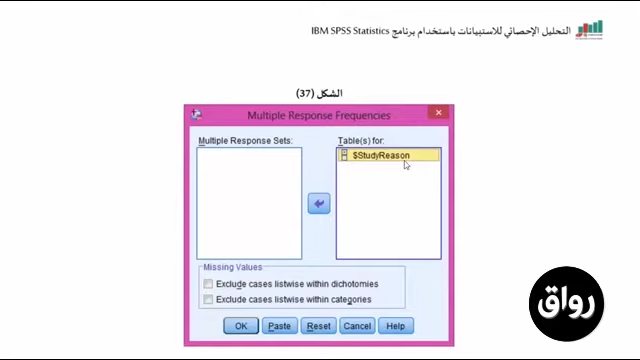 التحليل الإحصائي للاستبيانات باستخدام برنامج IBM SPSS Statistics
الشكل (37)
Multiple Response Frequencies
Multiple Response Sets:
Table(s) for:
$StudyReason
Missing Values
Exclude cases listwise within dichotomies
Exclude cases listwise within categories
OK Paste Reset Cancel Help
رواق